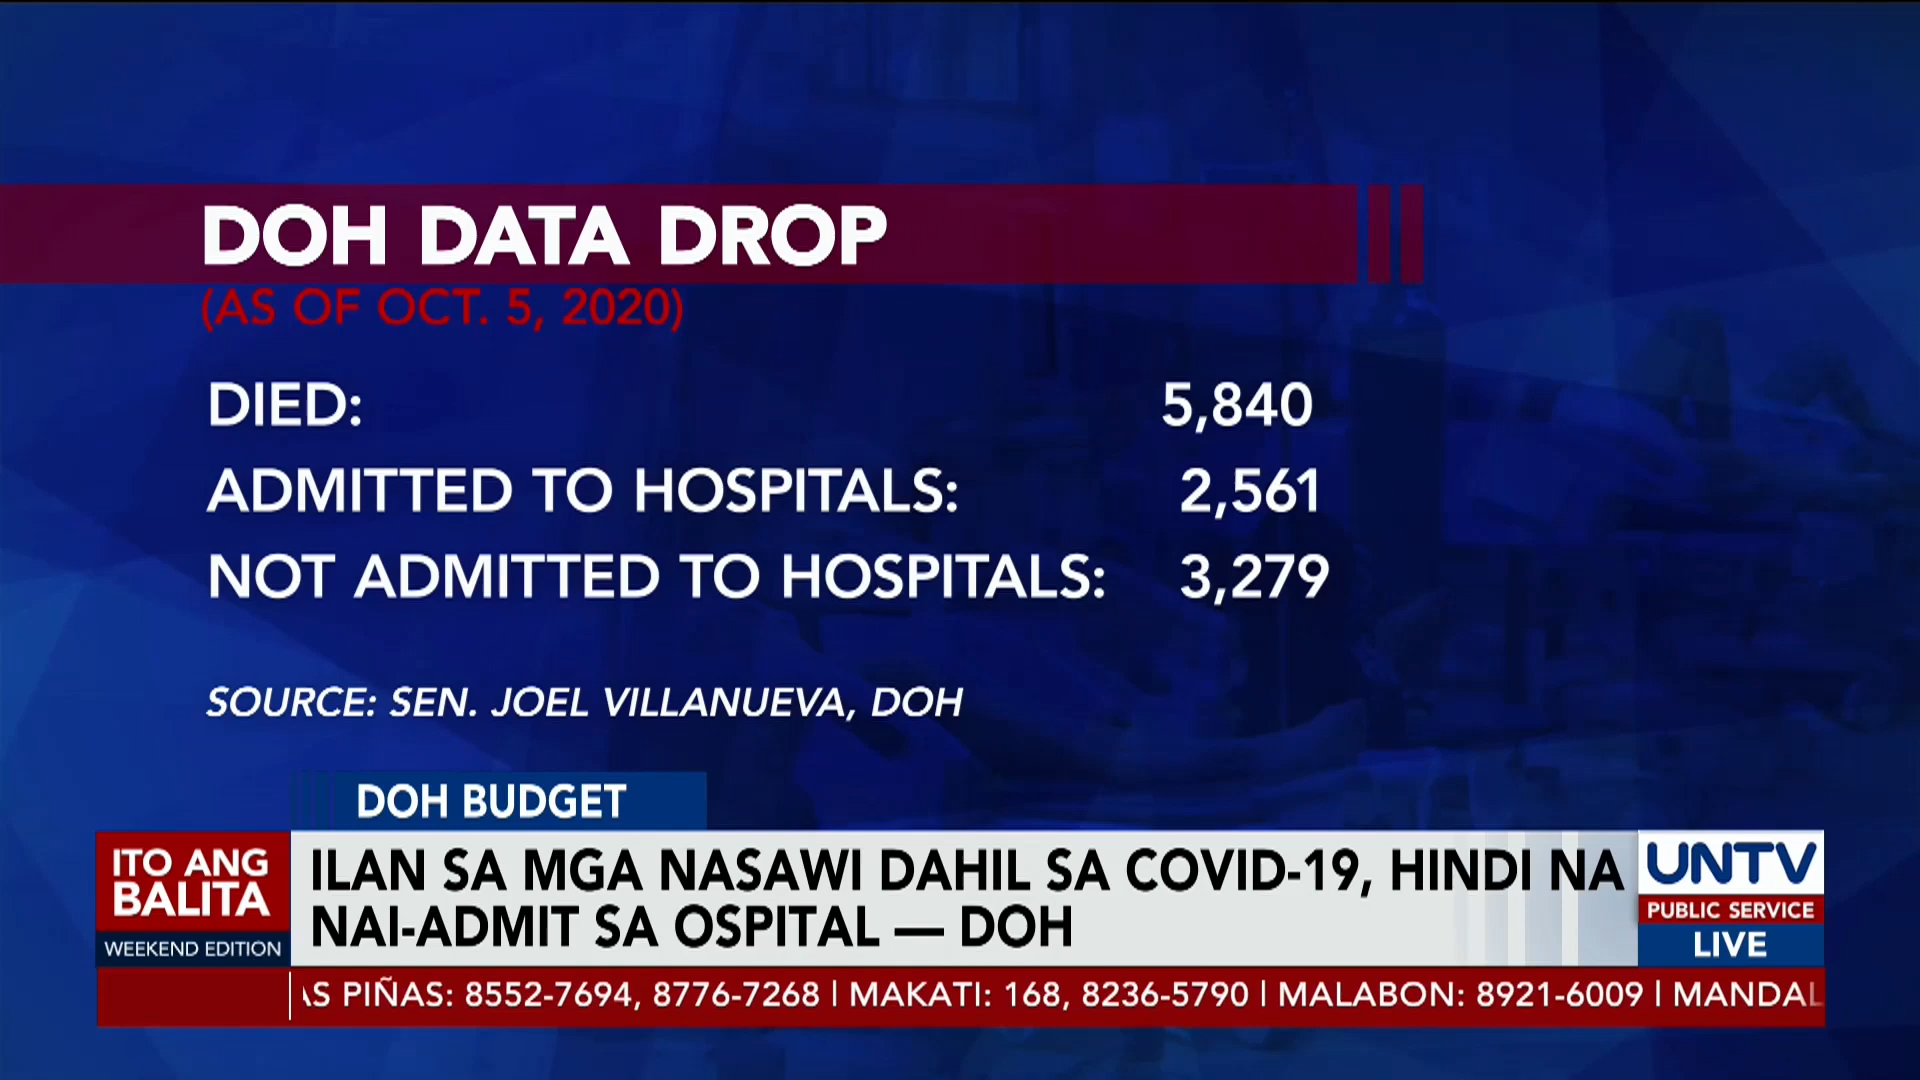 DOH DATA DROP
(AS OF OCT. 5, 2020)
DIED: 5,840
ADMITTED TO HOSPITALS: 2,561
NOT ADMITTED TO HOSPITALS: 3,279
SOURCE: SEN. JOEL VILLANUEVA, DOH
DOH BUDGET
ITO ANG
BALITA
WEEKEND EDITION
ILAN SA MGA NASAWI DAHIL SA COVID-19, HINDI NA
NAI-ADMIT SA OSPITAL — DOH
UNTV
PUBLIC SERVICE
LIVE
AS PIÑAS: 8552-7694, 8776-7268 | MAKATI: 168, 8236-5790 | MALABON: 8921-6009 | MANDAL